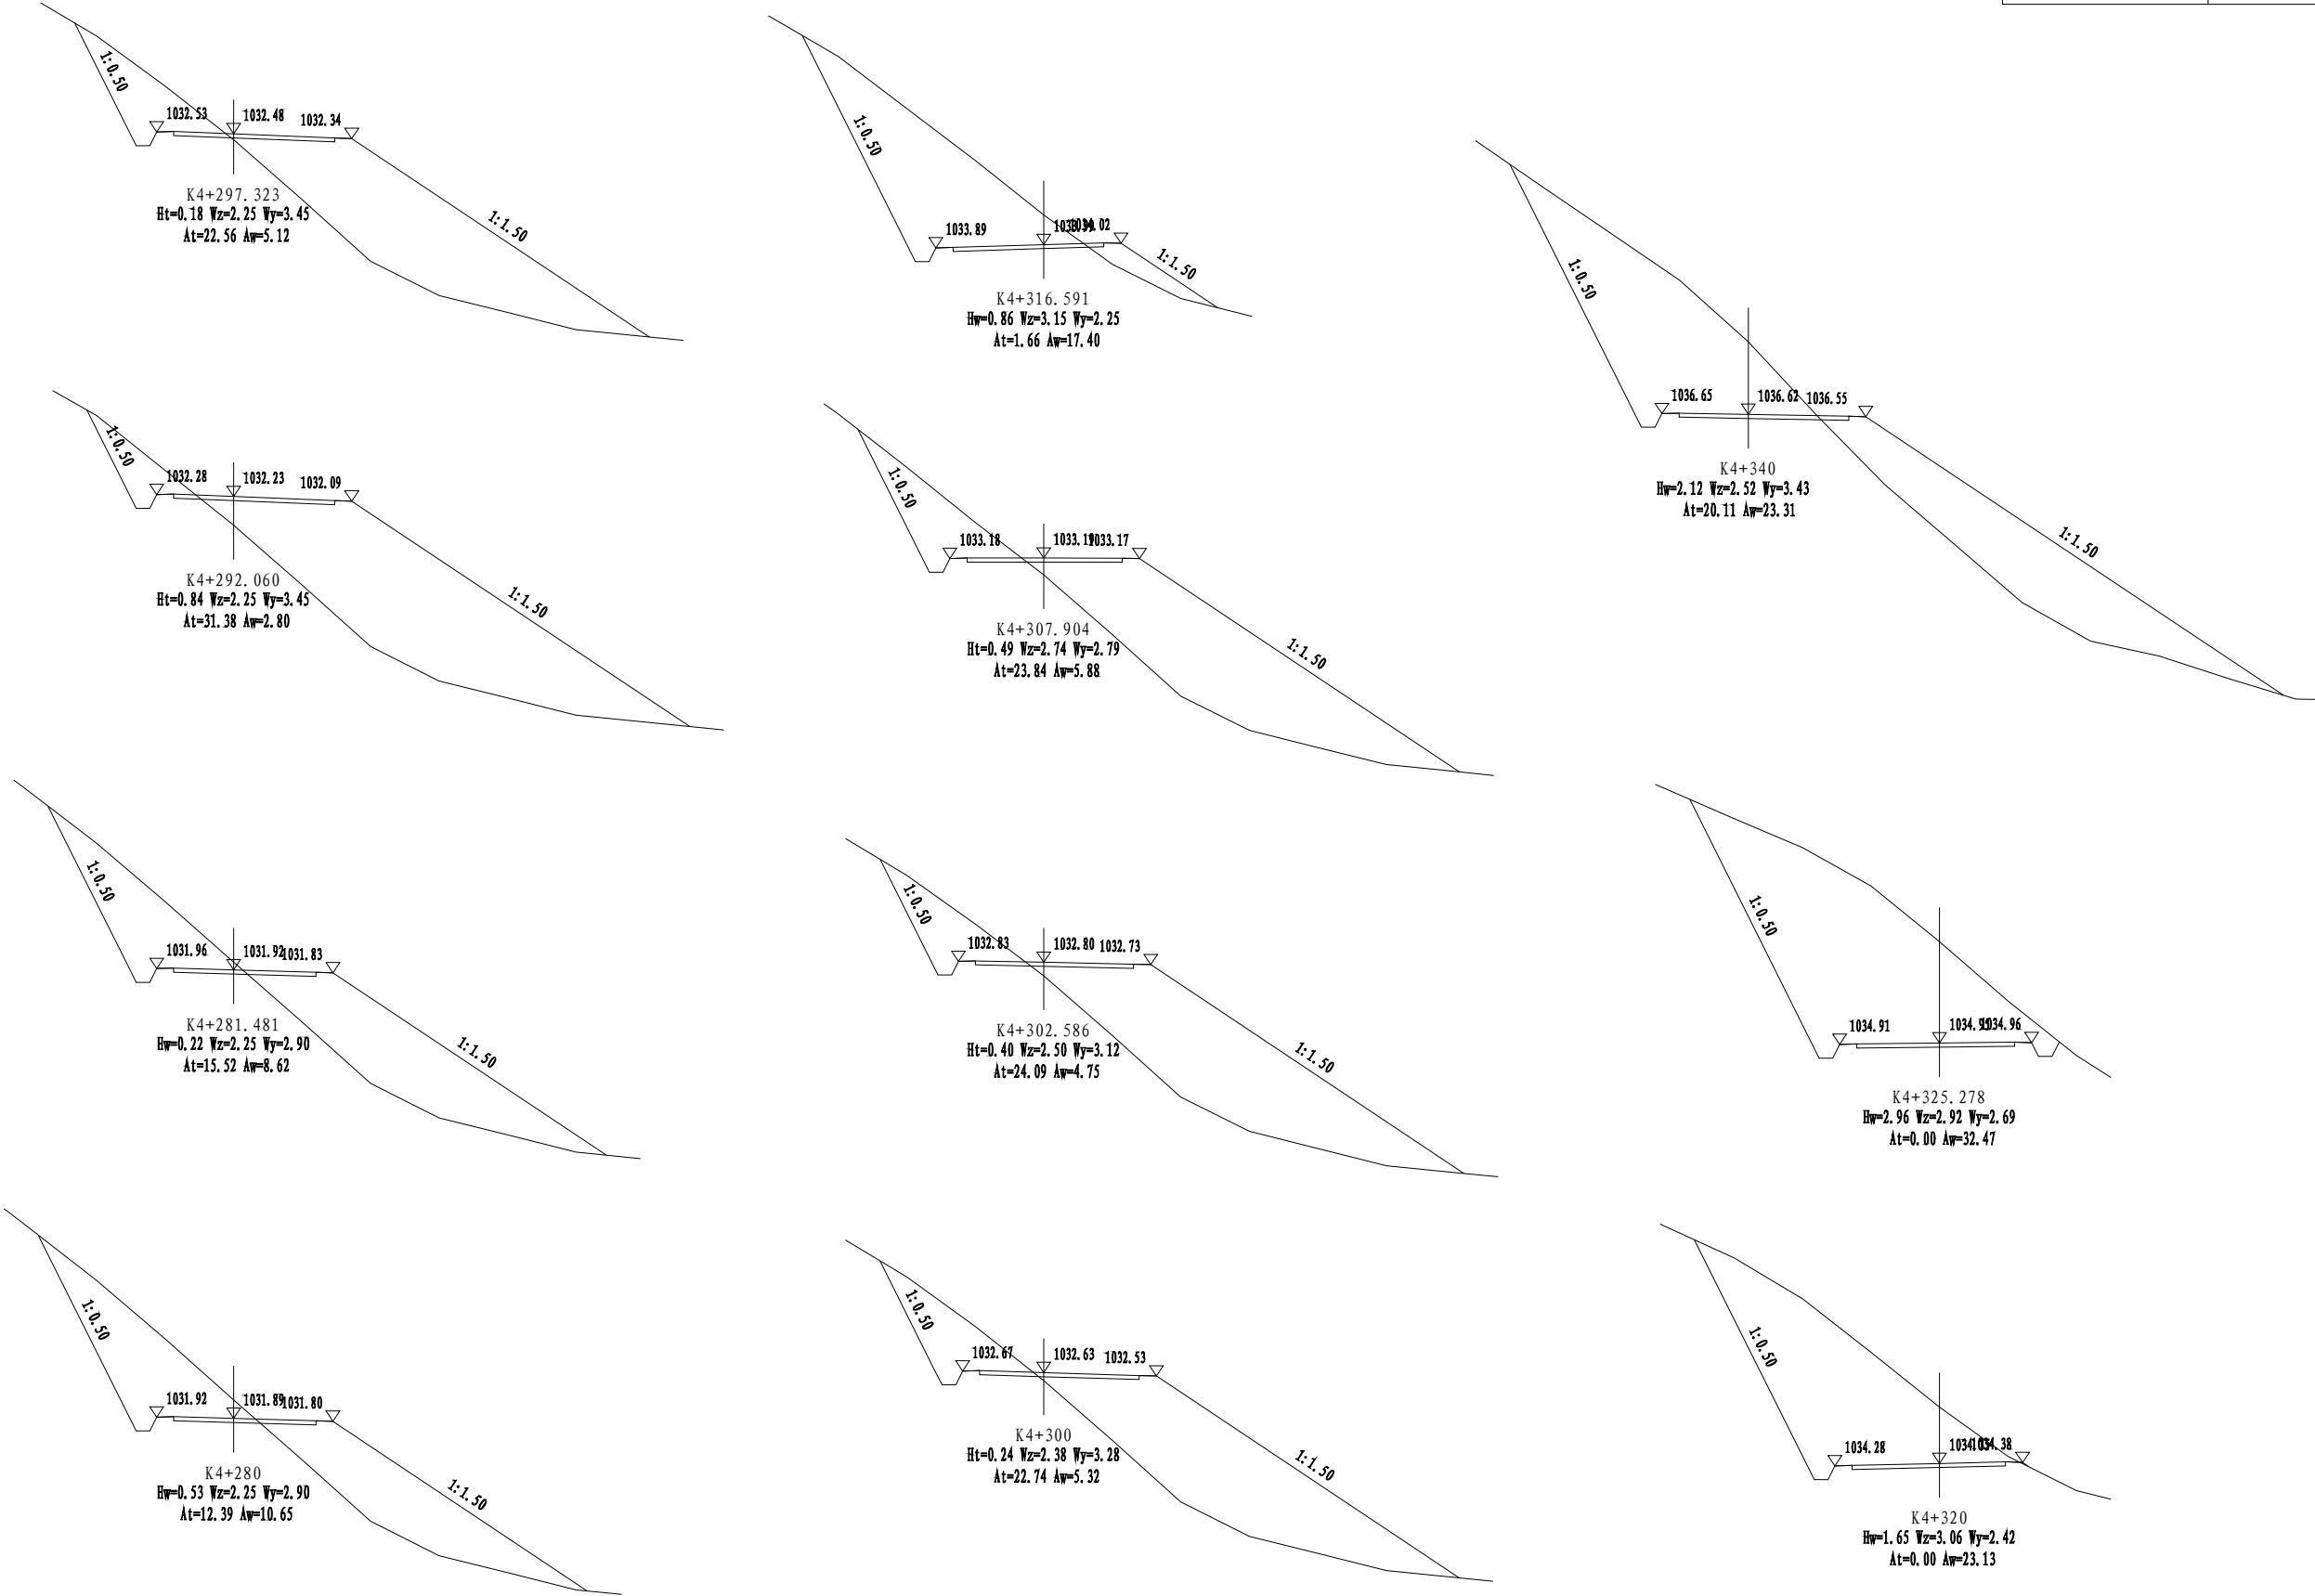 1:0.50
1032.53 1032.48 1032.34
1:1.50
K4+297.323
Ht=0.18 Wz=2.25 Wy=3.45
At=22.56 Aw=5.12
1:0.50
1032.28 1032.23 1032.09
1:1.50
K4+292.060
Ht=0.84 Wz=2.25 Wy=3.45
At=31.38 Aw=2.80
1:0.50
1031.96 1031.92 1031.83
1:1.50
K4+281.481
Hw=0.22 Wz=2.25 Wy=2.90
At=15.52 Aw=8.62
1:0.50
1031.92 1031.89 1031.80
1:1.50
K4+280
Hw=0.53 Wz=2.25 Wy=2.90
At=12.39 Aw=10.65
1:0.50
1033.89 1034.02
1:1.50
K4+316.591
Hw=0.86 Wz=3.15 Wy=2.25
At=1.66 Aw=17.40
1:0.50
1033.18 1033.19 1033.17
1:1.50
K4+307.904
Ht=0.49 Wz=2.74 Wy=2.79
At=23.84 Aw=5.88
1:0.50
1032.83 1032.80 1032.73
1:1.50
K4+302.586
Ht=0.40 Wz=2.50 Wy=3.12
At=24.09 Aw=4.75
1:0.50
1032.67 1032.63 1032.53
1:1.50
K4+300
Ht=0.24 Wz=2.38 Wy=3.28
At=22.74 Aw=5.32
1:0.50
1036.65 1036.62 1036.55
1:1.50
K4+340
Hw=2.12 Wz=2.52 Wy=3.43
At=20.11 Aw=23.31
1:0.50
1034.91 1034.96
K4+325.278
Hw=2.96 Wz=2.92 Wy=2.69
At=0.00 Aw=32.47
1:0.50
1034.28 1034.38
K4+320
Hw=1.65 Wz=3.06 Wy=2.42
At=0.00 Aw=23.13